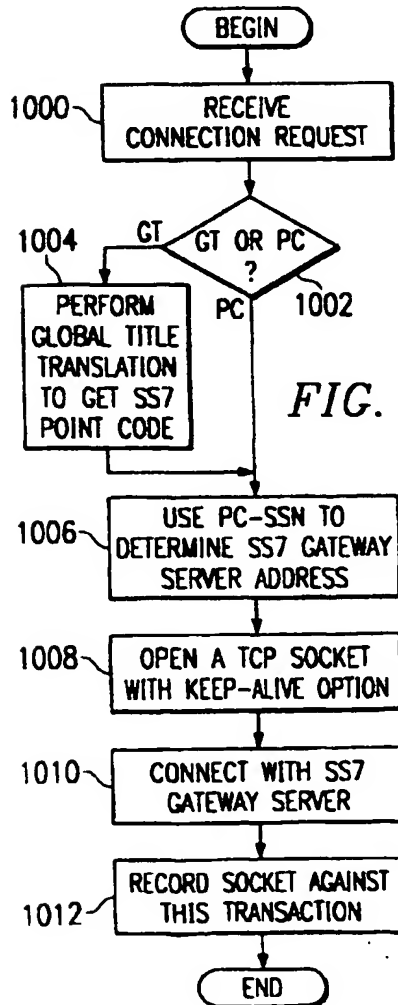 BEGIN
1000
RECEIVE
CONNECTION REQUEST
GT
GT OR PC
?
1002
PC
1004
PERFORM
GLOBAL TITLE
TRANSLATION
TO GET SS7
POINT CODE
FIG.
1006
USE PC-SSN TO
DETERMINE SS7 GATEWAY
SERVER ADDRESS
1008
OPEN A TCP SOCKET
WITH KEEP-ALIVE OPTION
1010
CONNECT WITH SS7
GATEWAY SERVER
1012
RECORD SOCKET AGAINST
THIS TRANSACTION
END